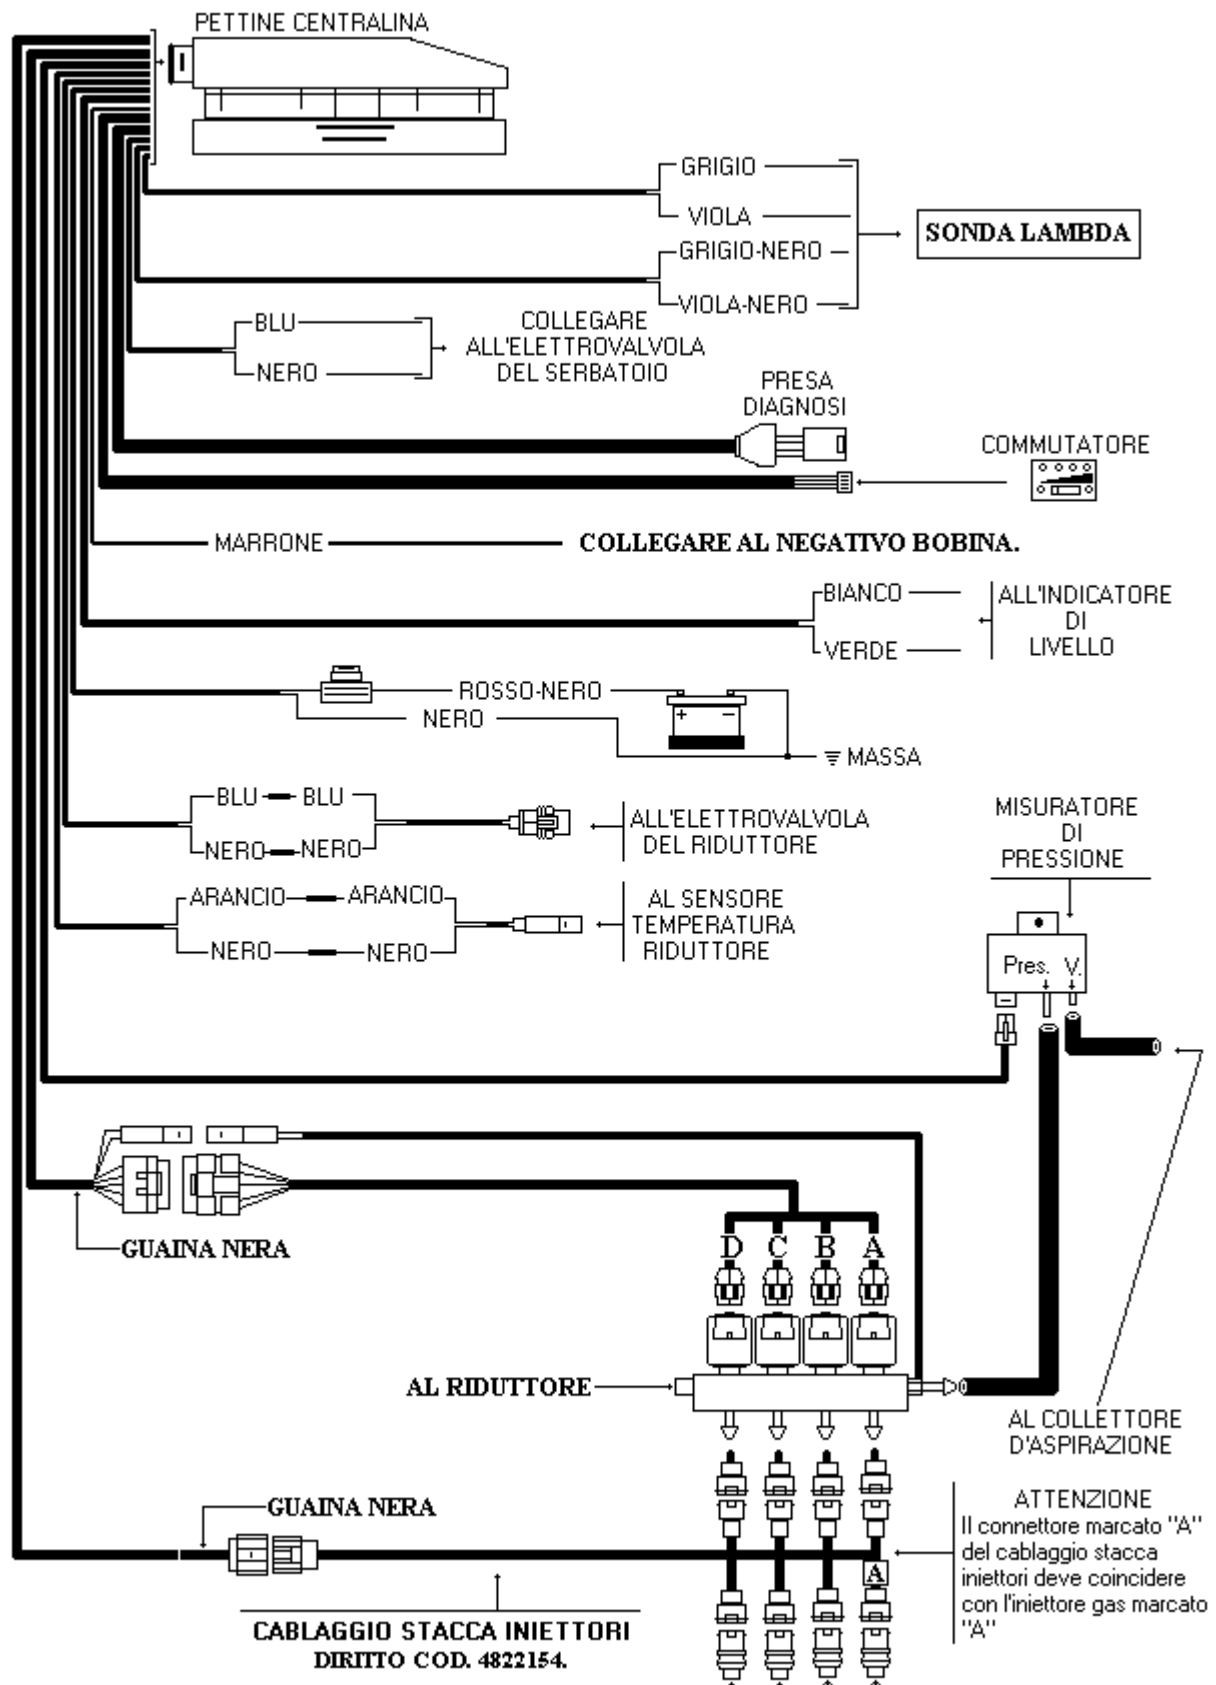 PETTINE CENTRALINA
GRIGIO
VIOLA
GRIGIO-NERO
VIOLA-NERO
SONDA LAMBDA
BLU
NERO
COLLEGARE
ALL'ELETTROVALVOLA
DEL SERBATOIO
PRESA
DIAGNOSI
COMMUTATORE
MARRONE
COLLEGARE AL NEGATIVO BOBINA.
BIANCO
VERDE
ALL'INDICATORE
DI
LIVELLO
ROSSO-NERO
NERO
+ −
MASSA
BLU BLU
NERO NERO
ALL'ELETTROVALVOLA
DEL RIDUTTORE
ARANCIO ARANCIO
NERO NERO
AL SENSORE
TEMPERATURA
RIDUTTORE
MISURATORE
DI
PRESSIONE
Pres. V.
GUAINA NERA
D C B A
AL RIDUTTORE
AL COLLETTORE
D'ASPIRAZIONE
GUAINA NERA
A
ATTENZIONE
Il connettore marcato "A"
del cablaggio stacca
iniettori deve coincidere
con l'iniettore gas marcato
"A"
CABLAGGIO STACCA INIETTORI
DIRITTO COD. 4822154.